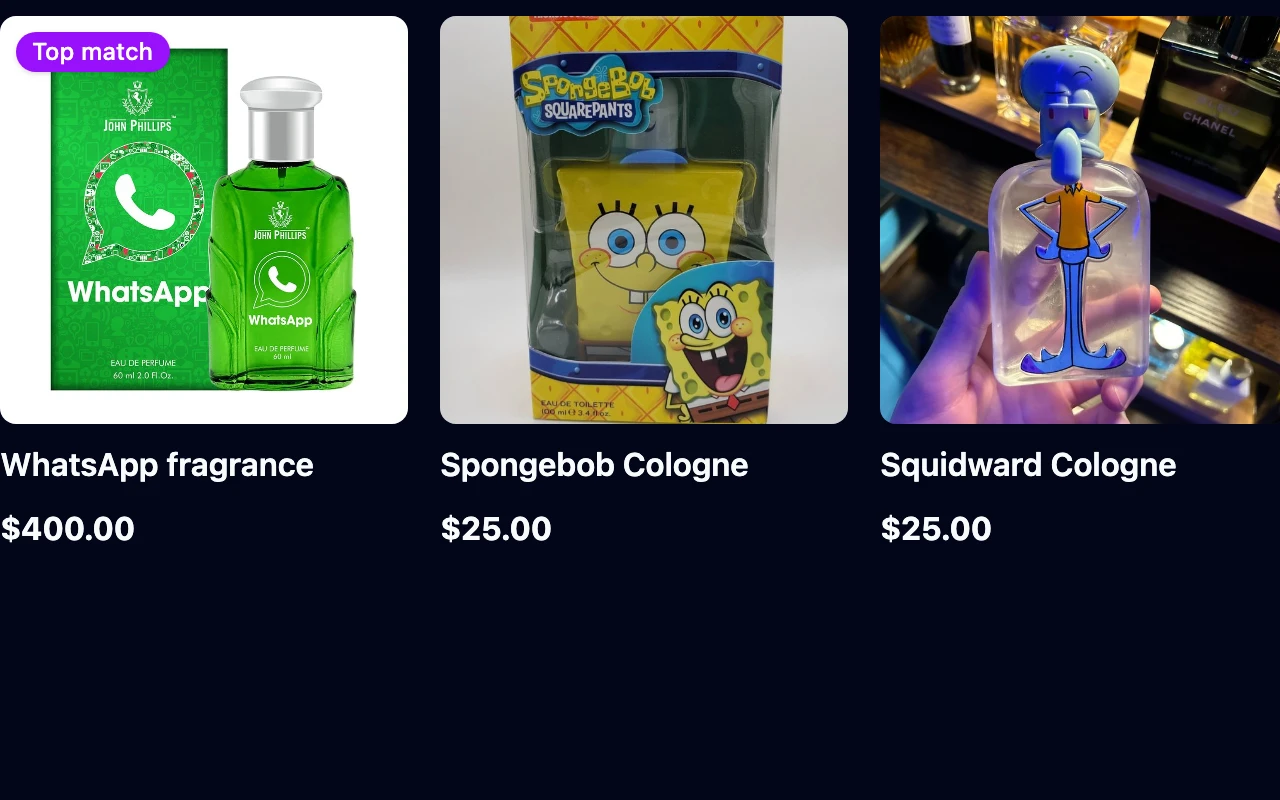 Top match
JOHN PHILLIPS
WhatsApp
EAU DE PERFUME
60 ml 2.0 Fl.Oz.
JOHN PHILLIPS
WhatsApp
EAU DE PERFUME
60 ml
SpongeBob
SQUAREPANTS
EAU DE TOILETTE
100 ml ℮ 3.4 fl.oz.
CHANEL
WhatsApp fragrance
Spongebob Cologne
Squidward Cologne
$400.00
$25.00
$25.00